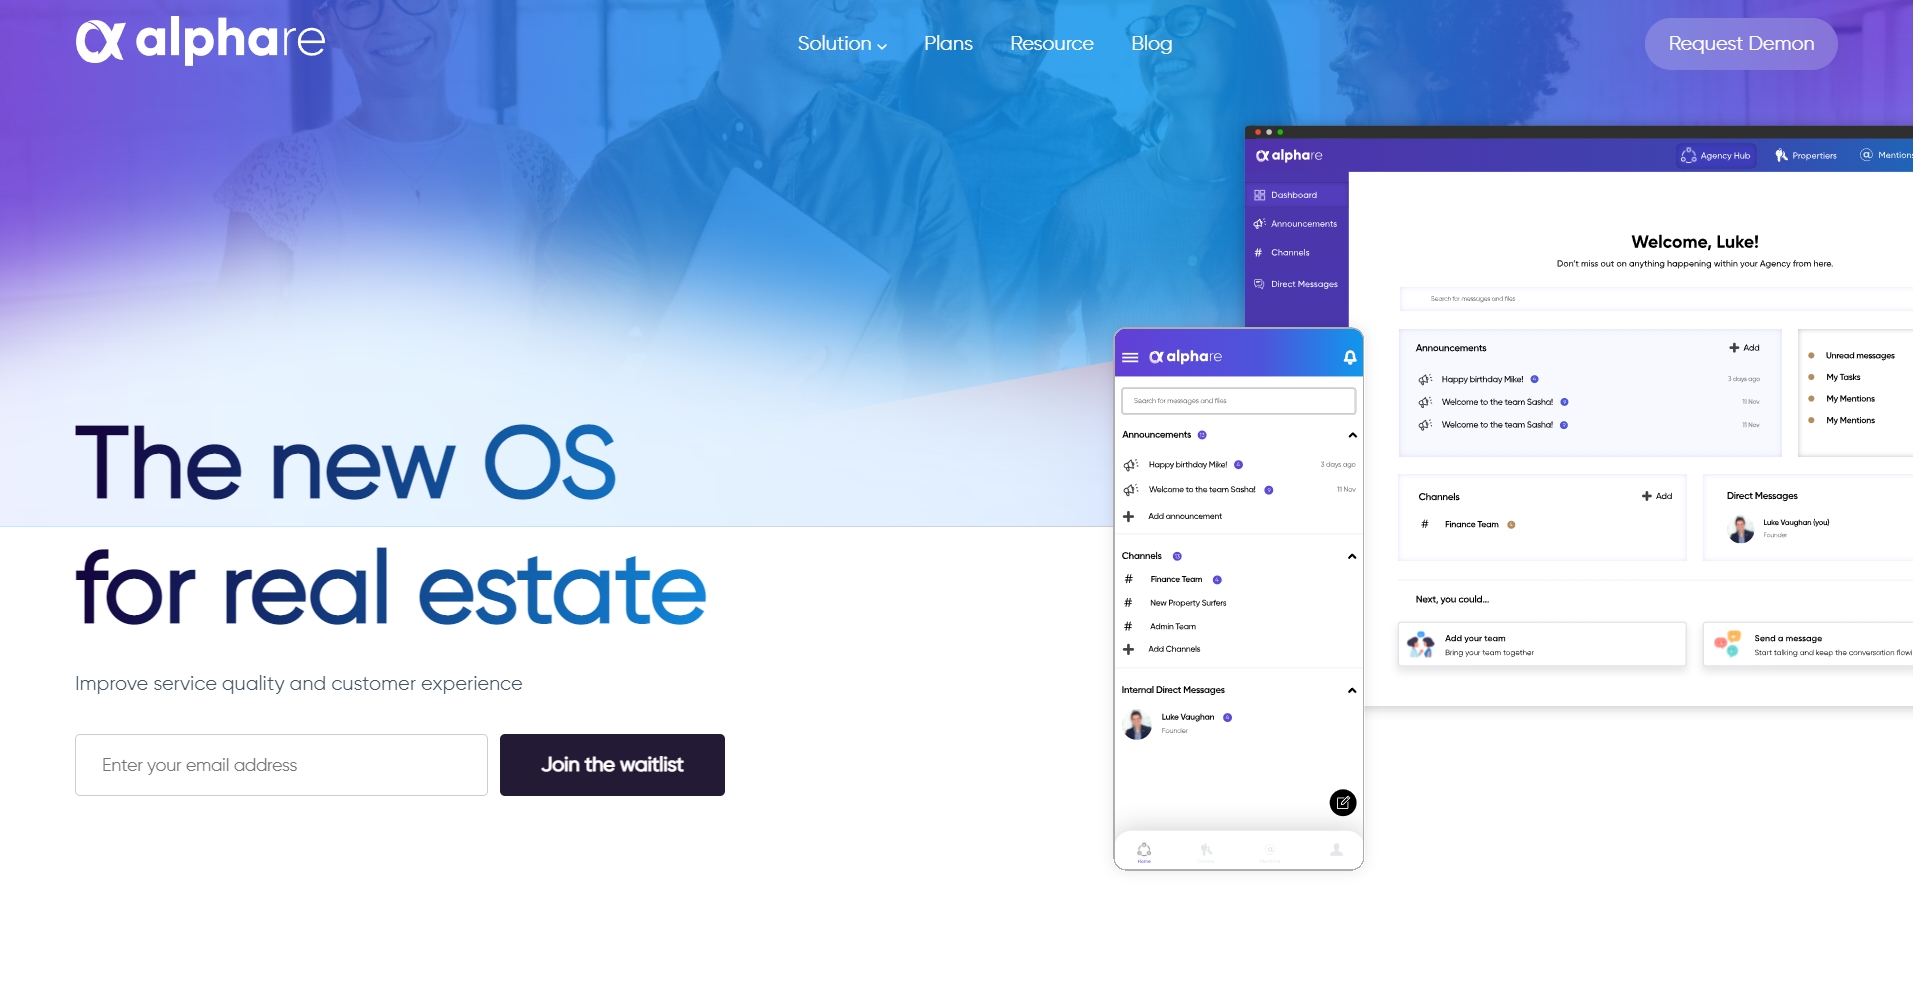 alphare
Solution
Plans
Resource
Blog
Request Demon
The new OS
for real estate
Improve service quality and customer experience
Enter your email address
Join the waitlist
alphare
Agency Hub
Propertiers
Mentions
Dashboard
Announcements
# Channels
Direct Messages
Welcome, Luke!
Don't miss out on anything happening within your Agency from here.
Search for messages and files
Announcements
+ Add
Happy birthday Mike!
3 days ago
Welcome to the team Sasha!
11 Nov
Welcome to the team Sasha!
11 Nov
Unread messages
My Tasks
My Mentions
My Mentions
Channels
+ Add
# Finance Team
Direct Messages
Luke Vaughan (you)
Founder
Next, you could...
Add your team
Bring your team together
Send a message
Start talking and keep the conversation flowi
alphare
Search for messages and files
Announcements
Happy birthday Mike!
3 days ago
Welcome to the team Sasha!
11 Nov
+ Add announcement
Channels
# Finance Team
# New Property Surfers
# Admin Team
+ Add Channels
Internal Direct Messages
Luke Vaughan
Founder
Home